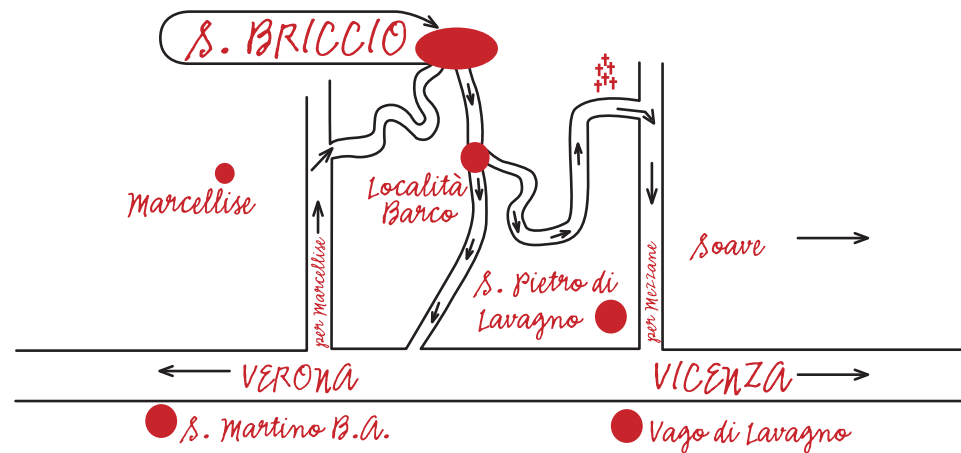 S. BRICCIO
Marcellise
Località
Barco
per Marcellise
S. Pietro di
Lavagno
per Mezzane
Soave
VERONA
VICENZA
S. Martino B.A.
Vago di Lavagno